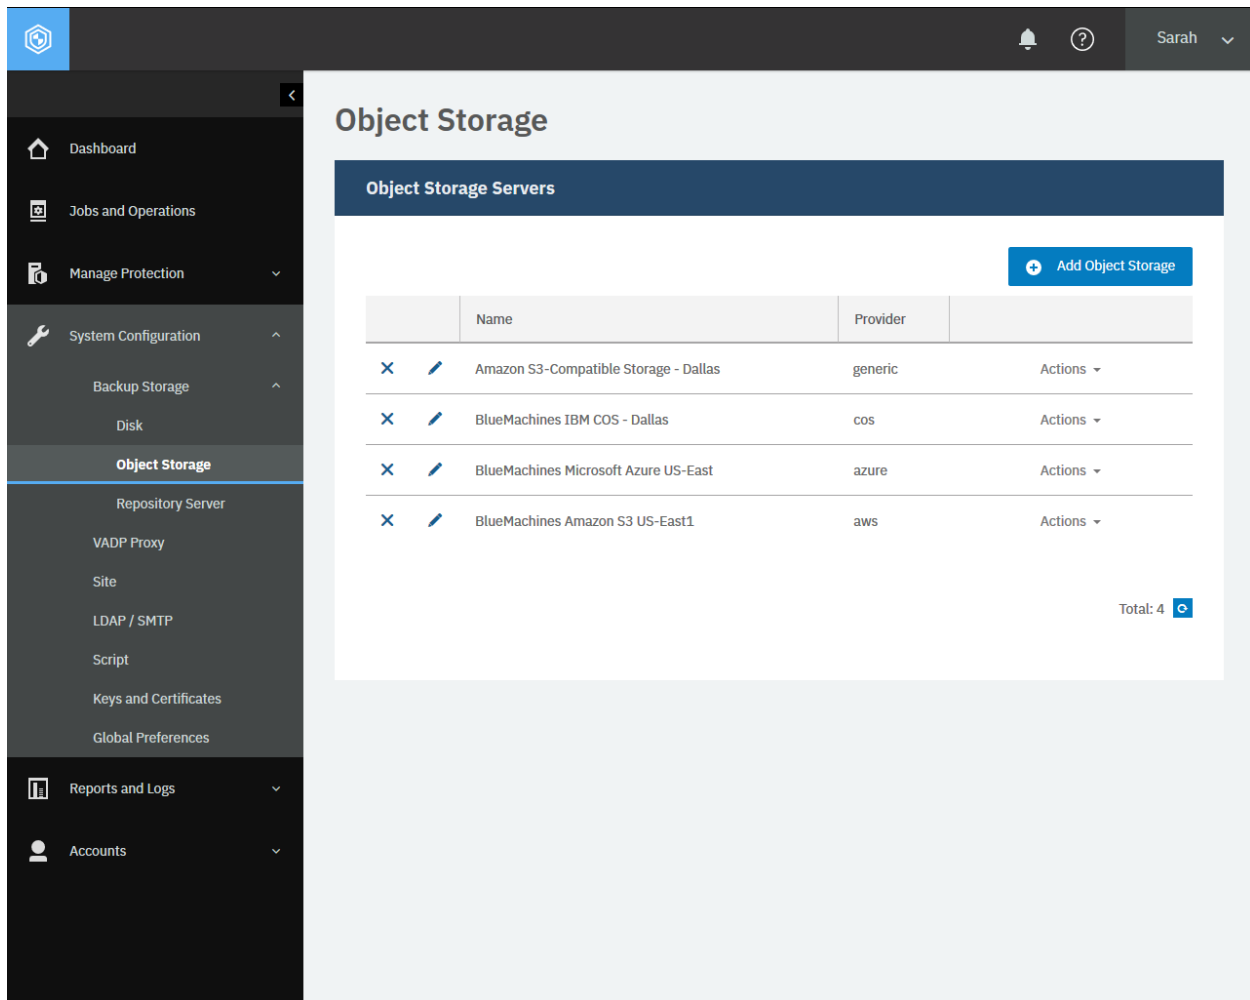 Sarah
Object Storage
Dashboard
Jobs and Operations
Manage Protection
System Configuration
Backup Storage
Disk
Object Storage
Repository Server
VADP Proxy
Site
LDAP / SMTP
Script
Keys and Certificates
Global Preferences
Reports and Logs
Accounts
Object Storage Servers
Add Object Storage
Name Provider
Amazon S3-Compatible Storage - Dallas generic Actions
BlueMachines IBM COS - Dallas cos Actions
BlueMachines Microsoft Azure US-East azure Actions
BlueMachines Amazon S3 US-East1 aws Actions
Total: 4